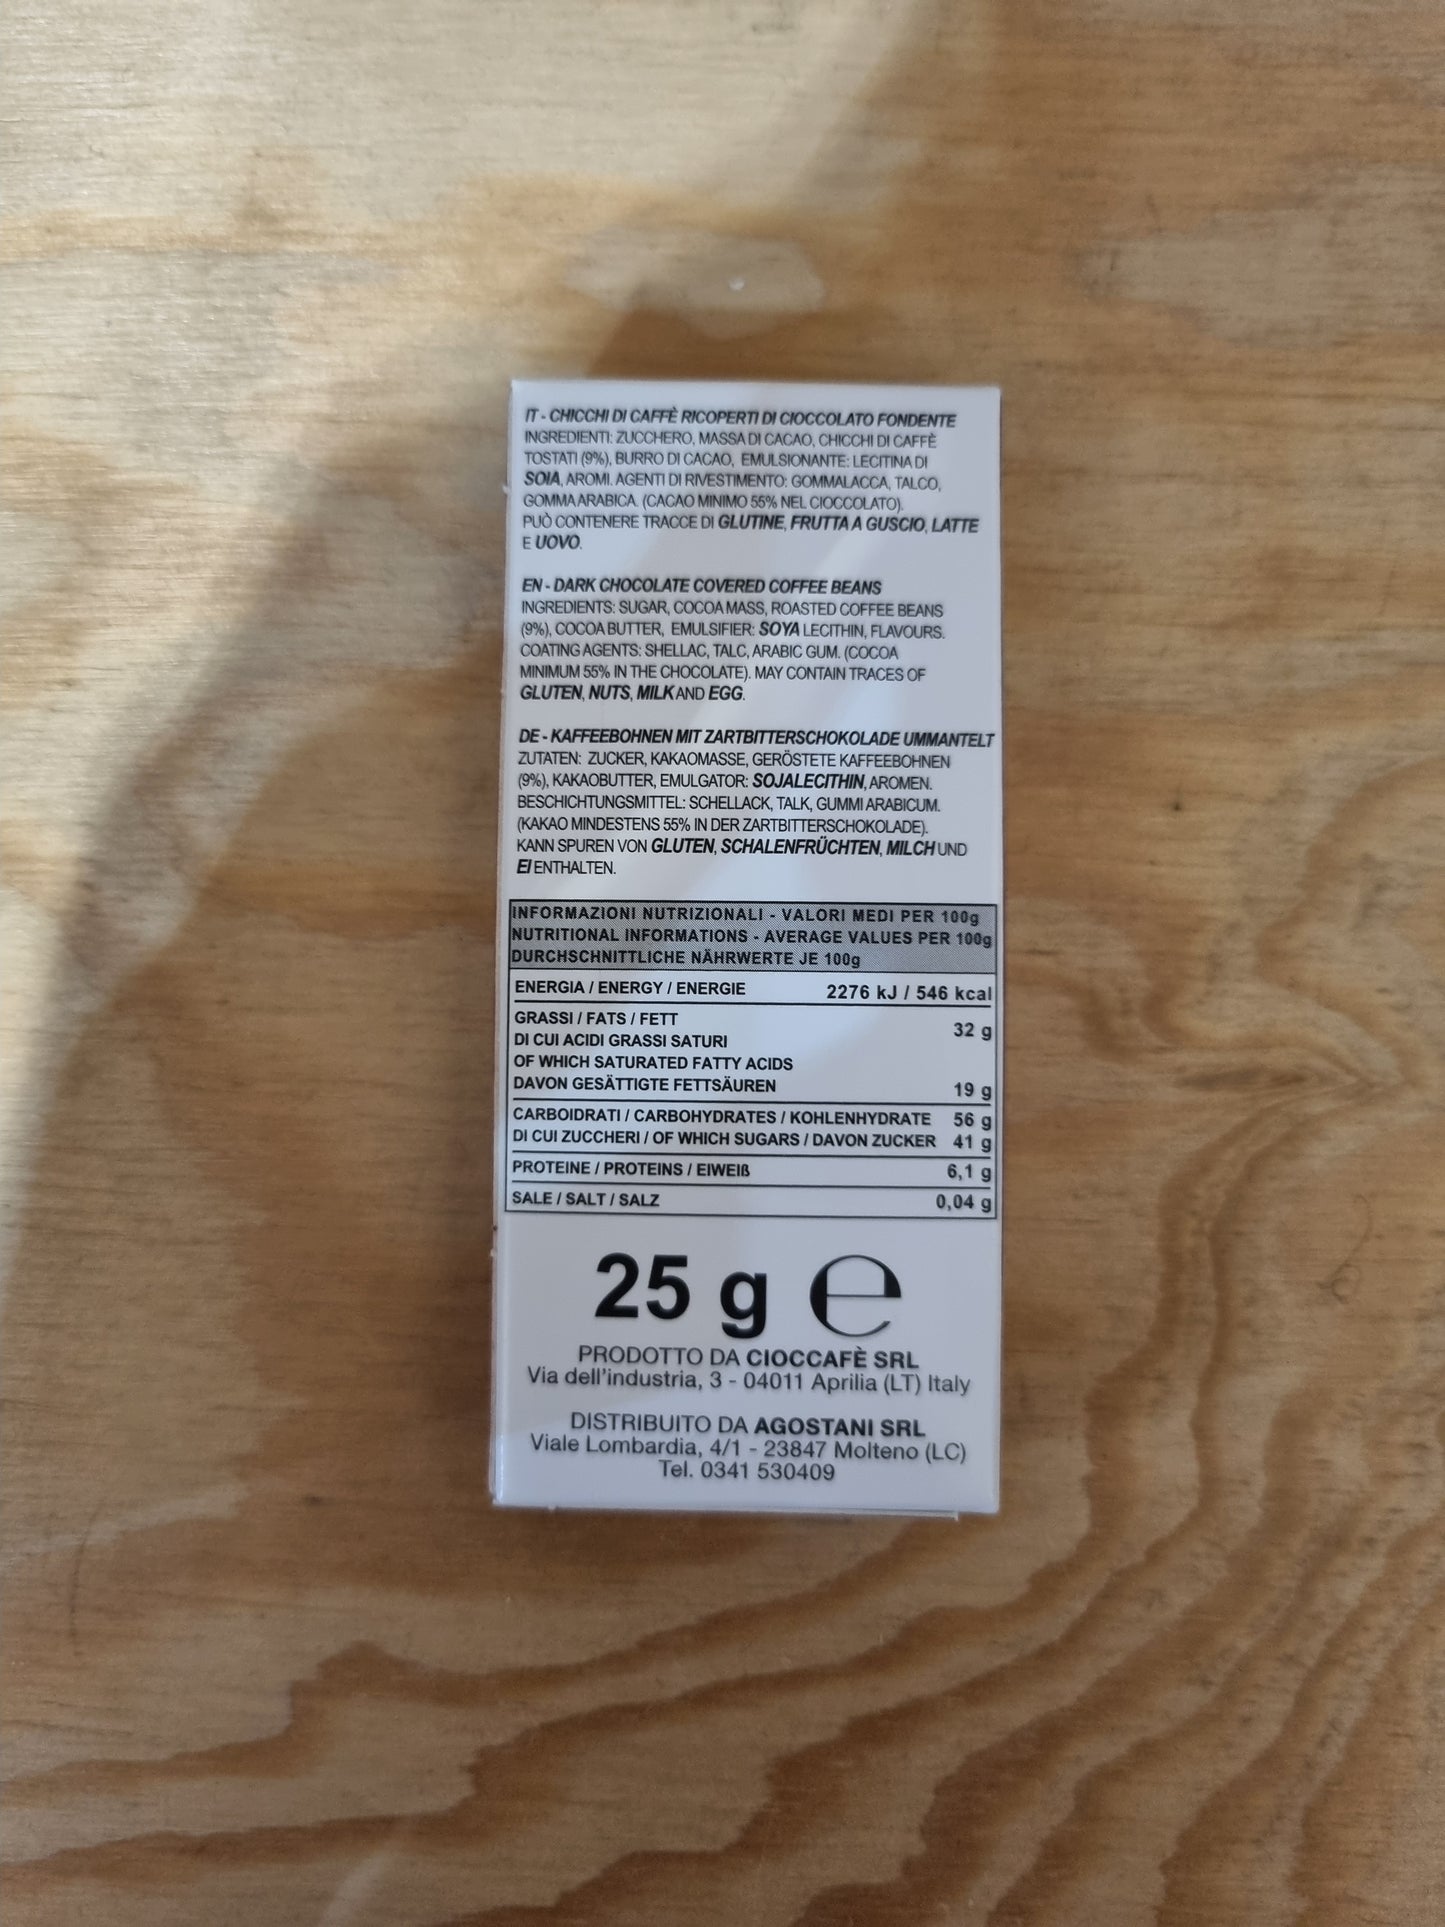 IT - CHICCHI DI CAFFÈ RICOPERTI DI CIOCCOLATO FONDENTE
INGREDIENTI: ZUCCHERO, MASSA DI CACAO, CHICCHI DI CAFFÈ
TOSTATI (9%), BURRO DI CACAO, EMULSIONANTE: LECITINA DI
SOIA, AROMI. AGENTI DI RIVESTIMENTO: GOMMALACCA, TALCO,
GOMMA ARABICA. (CACAO MINIMO 55% NEL CIOCCOLATO).
PUÒ CONTENERE TRACCE DI GLUTINE, FRUTTA A GUSCIO, LATTE
E UOVO.
EN - DARK CHOCOLATE COVERED COFFEE BEANS
INGREDIENTS: SUGAR, COCOA MASS, ROASTED COFFEE BEANS
(9%), COCOA BUTTER, EMULSIFIER: SOYA LECITHIN, FLAVOURS.
COATING AGENTS: SHELLAC, TALC, ARABIC GUM. (COCOA
MINIMUM 55% IN THE CHOCOLATE). MAY CONTAIN TRACES OF
GLUTEN, NUTS, MILK AND EGG.
DE - KAFFEEBOHNEN MIT ZARTBITTERSCHOKOLADE UMMANTELT
ZUTATEN: ZUCKER, KAKAOMASSE, GERÖSTETE KAFFEEBOHNEN
(9%), KAKAOBUTTER, EMULGATOR: SOJALECITHIN, AROMEN.
BESCHICHTUNGSMITTEL: SCHELLACK, TALK, GUMMI ARABICUM.
(KAKAO MINDESTENS 55% IN DER ZARTBITTERSCHOKOLADE).
KANN SPUREN VON GLUTEN, SCHALENFRÜCHTEN, MILCH UND
EI ENTHALTEN.
INFORMAZIONI NUTRIZIONALI - VALORI MEDI PER 100g
NUTRITIONAL INFORMATIONS - AVERAGE VALUES PER 100g
DURCHSCHNITTLICHE NÄHRWERTE JE 100g
ENERGIA / ENERGY / ENERGIE 2276 kJ / 546 kcal
GRASSI / FATS / FETT 32 g
DI CUI ACIDI GRASSI SATURI
OF WHICH SATURATED FATTY ACIDS
DAVON GESÄTTIGTE FETTSÄUREN 19 g
CARBOIDRATI / CARBOHYDRATES / KOHLENHYDRATE 56 g
DI CUI ZUCCHERI / OF WHICH SUGARS / DAVON ZUCKER 41 g
PROTEINE / PROTEINS / EIWEIß 6,1 g
SALE / SALT / SALZ 0,04 g
25 g ℮
PRODOTTO DA CIOCCAFÈ SRL
Via dell'industria, 3 - 04011 Aprilia (LT) Italy
DISTRIBUITO DA AGOSTANI SRL
Viale Lombardia, 4/1 - 23847 Molteno (LC)
Tel. 0341 530409